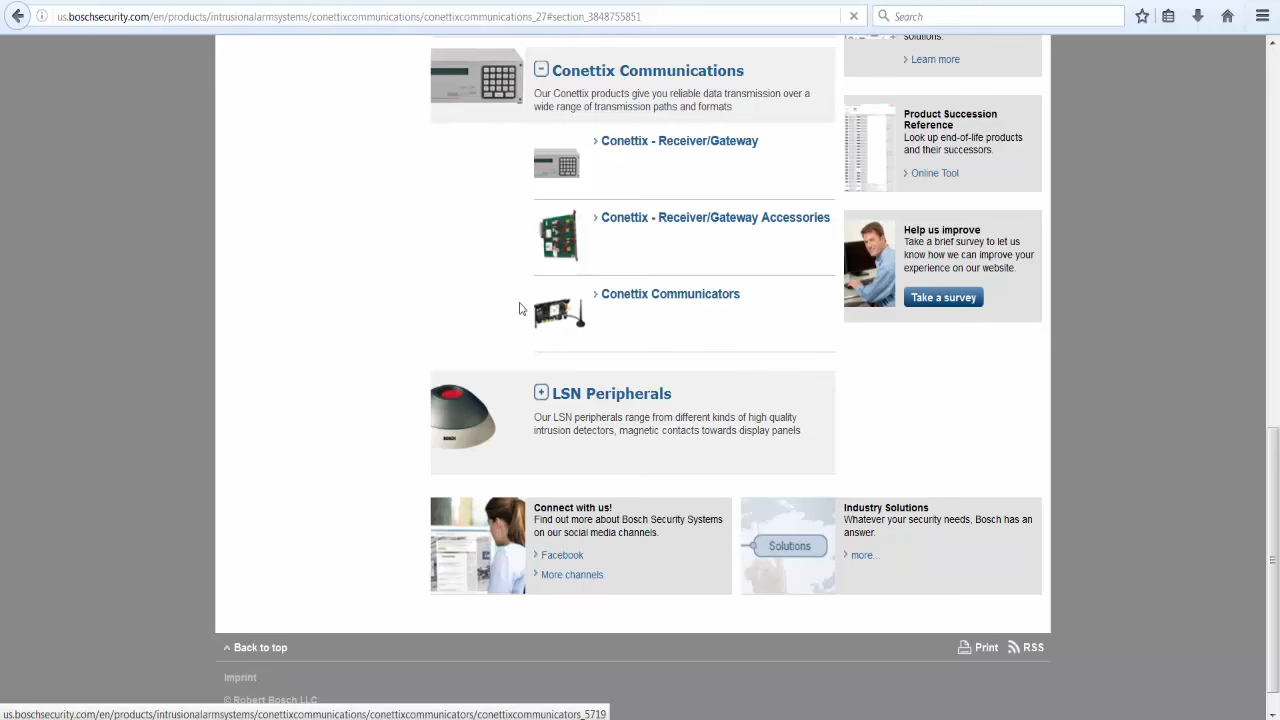 us.boschsecurity.com/en/products/intrusionalarmsystems/conettixcommunications/conettixcommunications_27#session_3848755851
Search
solutions.
Learn more
Conettix Communications
Our Conettix products give you reliable data transmission over a
wide range of transmission paths and formats
Conettix - Receiver/Gateway
Conettix - Receiver/Gateway Accessories
Conettix Communicators
Product Succession
Reference
Look up end-of-life products
and their successors.
Online Tool
Help us improve
Take a brief survey to let us
know how we can improve your
experience on our website.
Take a survey
LSN Peripherals
Our LSN peripherals range from different kinds of high quality
intrusion detectors, magnetic contacts towards display panels
BOSCH
Connect with us!
Find out more about Bosch Security Systems
on our social media channels.
Facebook
More channels
Solutions
Industry Solutions
Whatever your security needs, Bosch has an
answer.
more...
Back to top
Print
RSS
Imprint
© Robert Bosch LLC
us.boschsecurity.com/en/products/intrusionalarmsystems/conettixcommunications/conettixcommunicators/conettixcommunicators_5719